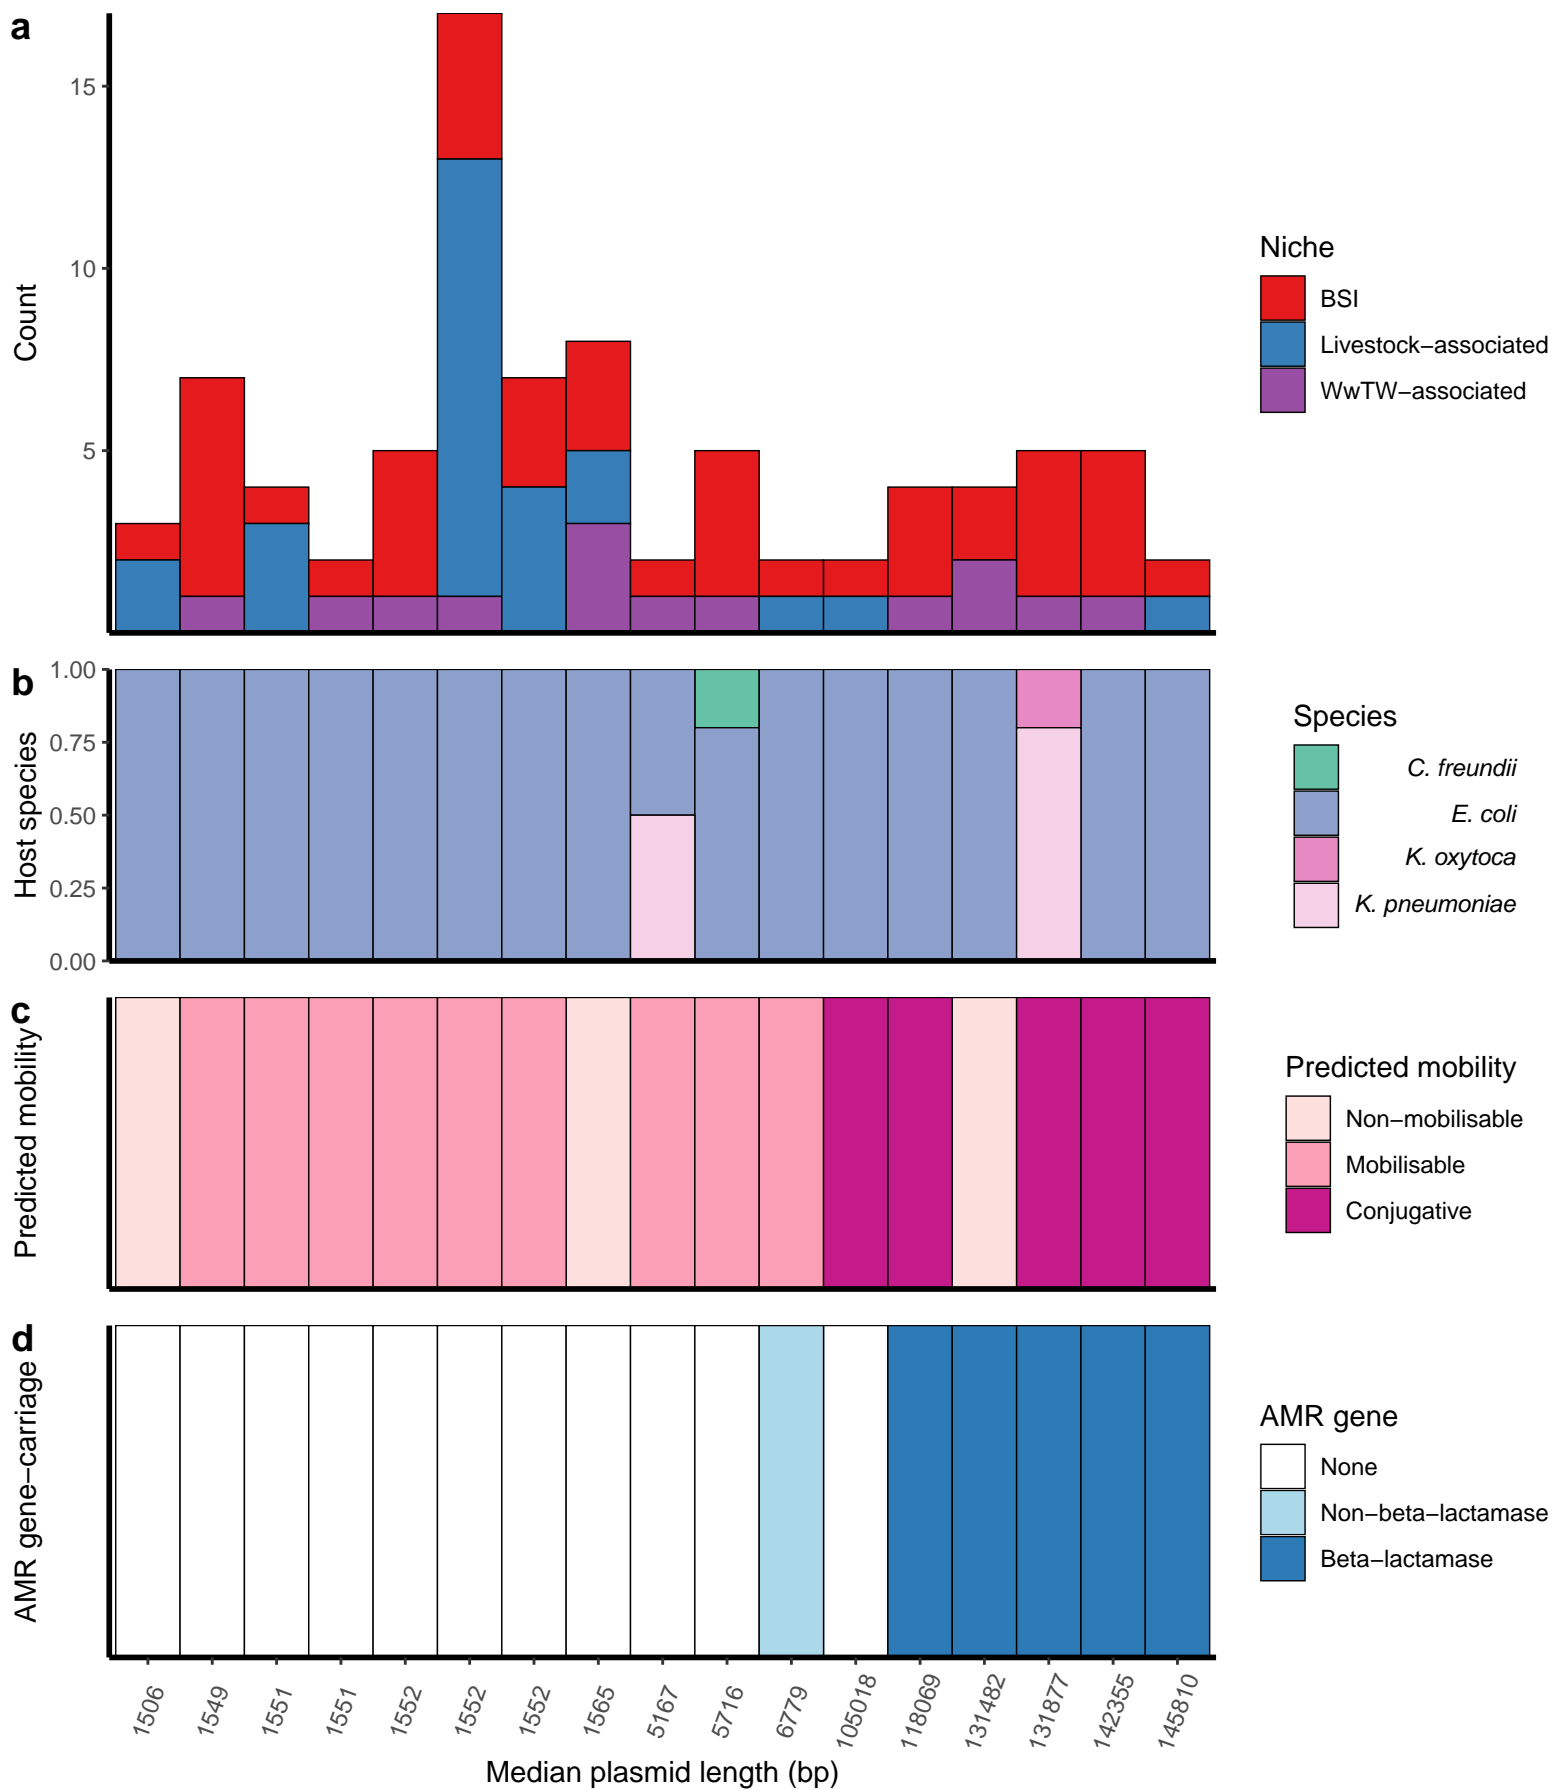 a
15
10
5
Count
Niche
BSI
Livestock−associated
WwTW−associated
b
1.00
0.75
0.50
0.25
0.00
Host species
Species
C. freundii
E. coli
K. oxytoca
K. pneumoniae
c
Predicted mobility
Predicted mobility
Non−mobilisable
Mobilisable
Conjugative
d
AMR gene−carriage
AMR gene
None
Non−beta−lactamase
Beta−lactamase
1506 1549 1551 1551 1552 1552 1552 1565 5167 5716 6779 105018 118069 131482 131877 142355 145810
Median plasmid length (bp)